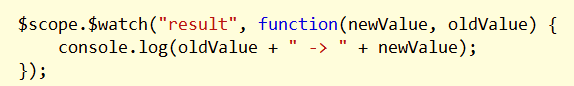 $scope.$watch("result", function(newValue, oldValue) {
    console.log(oldValue + " -> " + newValue);
});